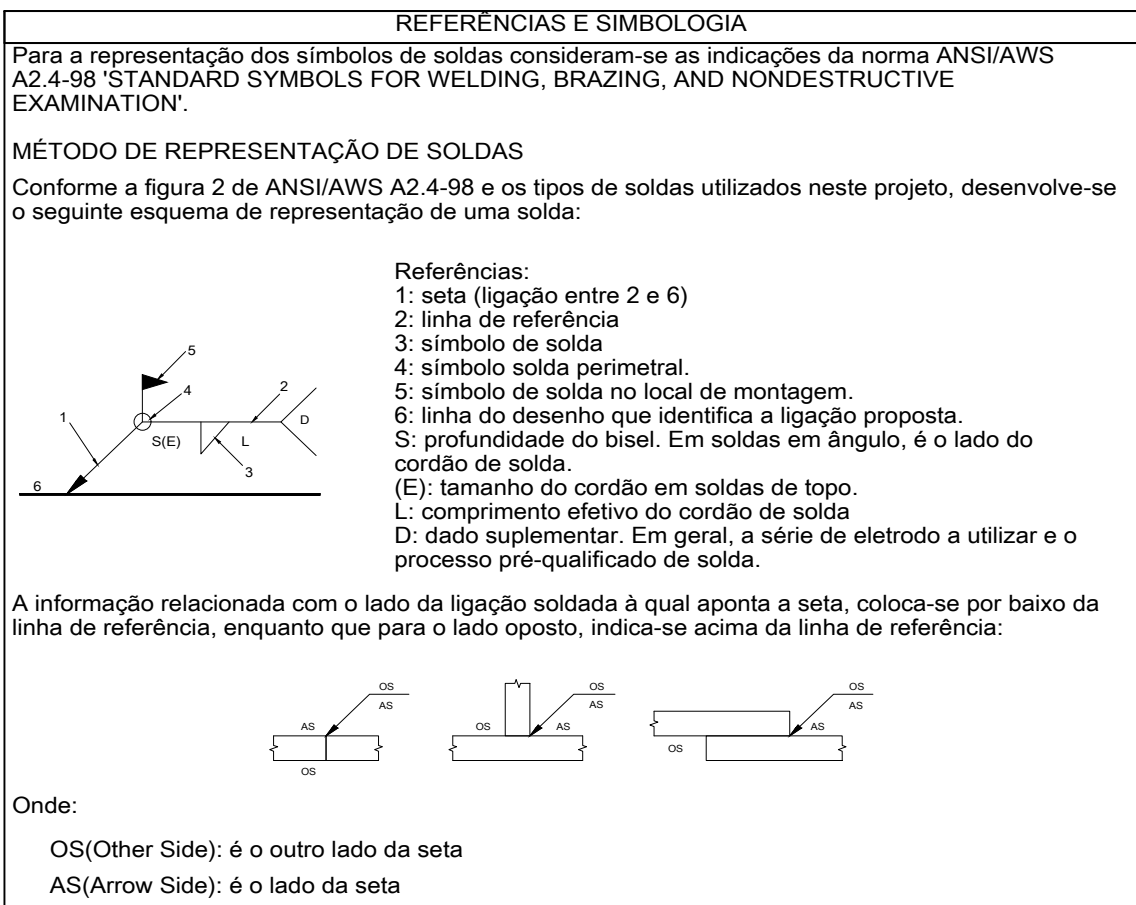 REFERÊNCIAS E SIMBOLOGIA
Para a representação dos símbolos de soldas consideram-se as indicações da norma ANSI/AWS
A2.4-98 'STANDARD SYMBOLS FOR WELDING, BRAZING, AND NONDESTRUCTIVE
EXAMINATION'.
MÉTODO DE REPRESENTAÇÃO DE SOLDAS
Conforme a figura 2 de ANSI/AWS A2.4-98 e os tipos de soldas utilizados neste projeto, desenvolve-se
o seguinte esquema de representação de uma solda:
5
4
2
1
D
S(E)
L
3
6
Referências:
1: seta (ligação entre 2 e 6)
2: linha de referência
3: símbolo de solda
4: símbolo solda perimetral.
5: símbolo de solda no local de montagem.
6: linha do desenho que identifica a ligação proposta.
S: profundidade do bisel. Em soldas em ângulo, é o lado do
cordão de solda.
(E): tamanho do cordão em soldas de topo.
L: comprimento efetivo do cordão de solda
D: dado suplementar. Em geral, a série de eletrodo a utilizar e o
processo pré-qualificado de solda.
A informação relacionada com o lado da ligação soldada à qual aponta a seta, coloca-se por baixo da
linha de referência, enquanto que para o lado oposto, indica-se acima da linha de referência:
OS
AS
AS
OS
OS
AS
OS
AS
OS
AS
AS
OS
Onde:
OS(Other Side): é o outro lado da seta
AS(Arrow Side): é o lado da seta